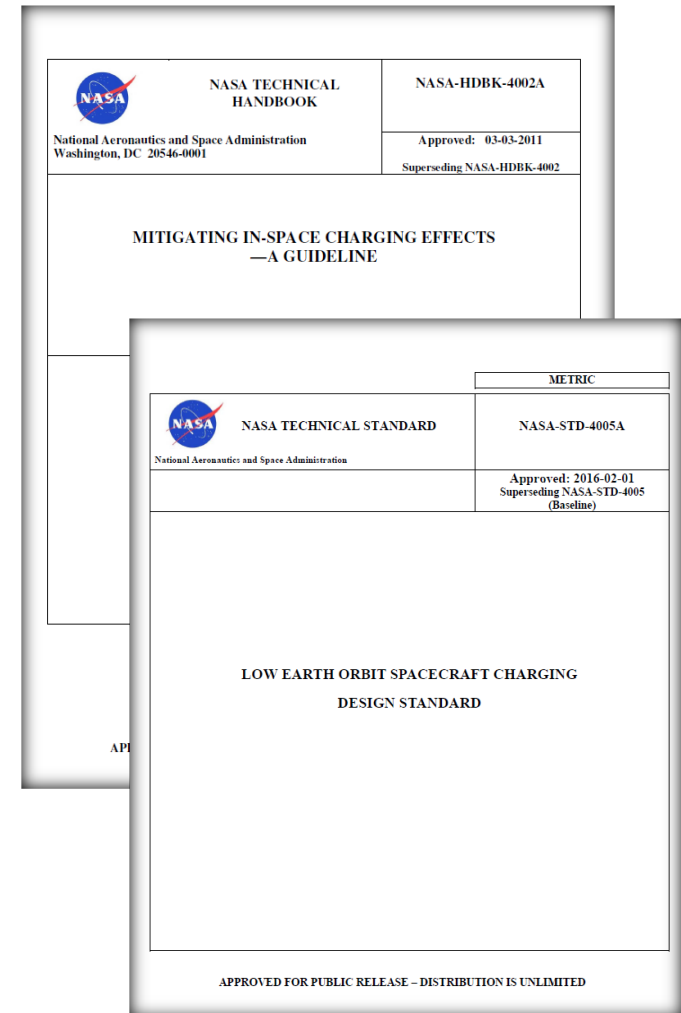 NASA
NASA TECHNICAL
HANDBOOK
NASA-HDBK-4002A
National Aeronautics and Space Administration
Washington, DC 20546-0001
Approved: 03-03-2011
Superseding NASA-HDBK-4002
MITIGATING IN-SPACE CHARGING EFFECTS
—A GUIDELINE
METRIC
NASA
NASA TECHNICAL STANDARD
NASA-STD-4005A
National Aeronautics and Space Administration
Approved: 2016-02-01
Superseding NASA-STD-4005
(Baseline)
LOW EARTH ORBIT SPACECRAFT CHARGING
DESIGN STANDARD
APPROVED FOR PUBLIC RELEASE – DISTRIBUTION IS UNLIMITED